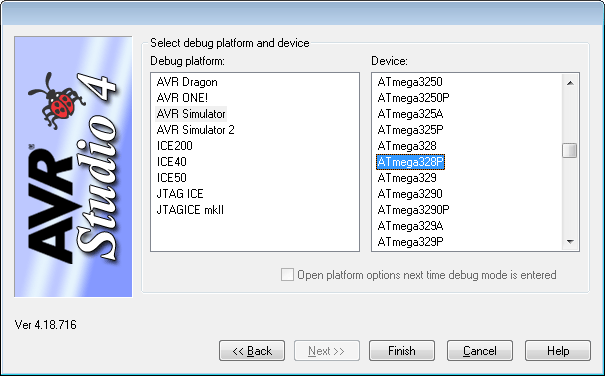 Select debug platform and device
Debug platform:
AVR Dragon
AVR ONE!
AVR Simulator
AVR Simulator 2
ICE200
ICE40
ICE50
JTAG ICE
JTAGICE mkII
Device:
ATmega3250
ATmega3250P
ATmega325A
ATmega325P
ATmega328
ATmega328P
ATmega329
ATmega3290
ATmega3290P
ATmega329A
ATmega329P
Open platform options next time debug mode is entered
AVR®
Studio 4
Ver 4.18.716
<< Back
Next >>
Finish
Cancel
Help